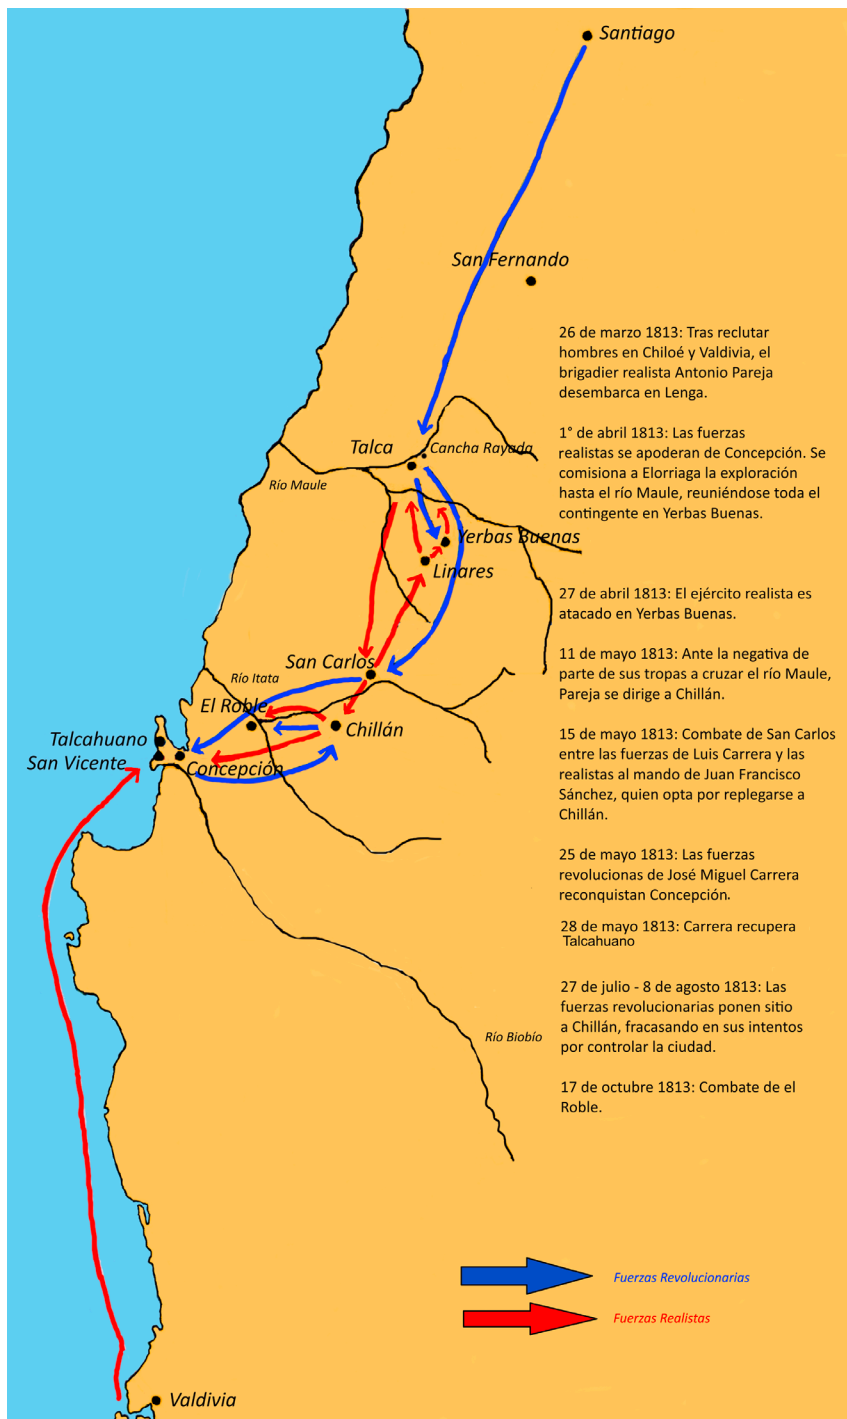 Santiago
San Fernando
26 de marzo 1813: Tras reclutar
hombres en Chiloé y Valdivia, el
brigadier realista Antonio Pareja
desembarca en Lenga.
1° de abril 1813: Las fuerzas
realistas se apoderan de Concepción. Se
comisiona a Elorriaga la exploración
hasta el río Maule, reuniéndose toda el
contingente en Yerbas Buenas.
Talca
Cancha Rayada
Río Maule
Yerbas Buenas
Linares
27 de abril 1813: El ejército realista es
atacado en Yerbas Buenas.
11 de mayo 1813: Ante la negativa de
parte de sus tropas a cruzar el río Maule,
Pareja se dirige a Chillán.
San Carlos
Río Itata
El Roble
Chillán
Talcahuano
San Vicente
Concepción
15 de mayo 1813: Combate de San Carlos
entre las fuerzas de Luis Carrera y las
realistas al mando de Juan Francisco
Sánchez, quien opta por replegarse a
Chillán.
25 de mayo 1813: Las fuerzas
revolucionas de José Miguel Carrera
reconquistan Concepción.
28 de mayo 1813: Carrera recupera
Talcahuano
27 de julio - 8 de agosto 1813: Las
fuerzas revolucionarias ponen sitio
a Chillán, fracasando en sus intentos
por controlar la ciudad.
Río Biobío
17 de octubre 1813: Combate de el
Roble.
Fuerzas Revolucionarias
Fuerzas Realistas
Valdivia